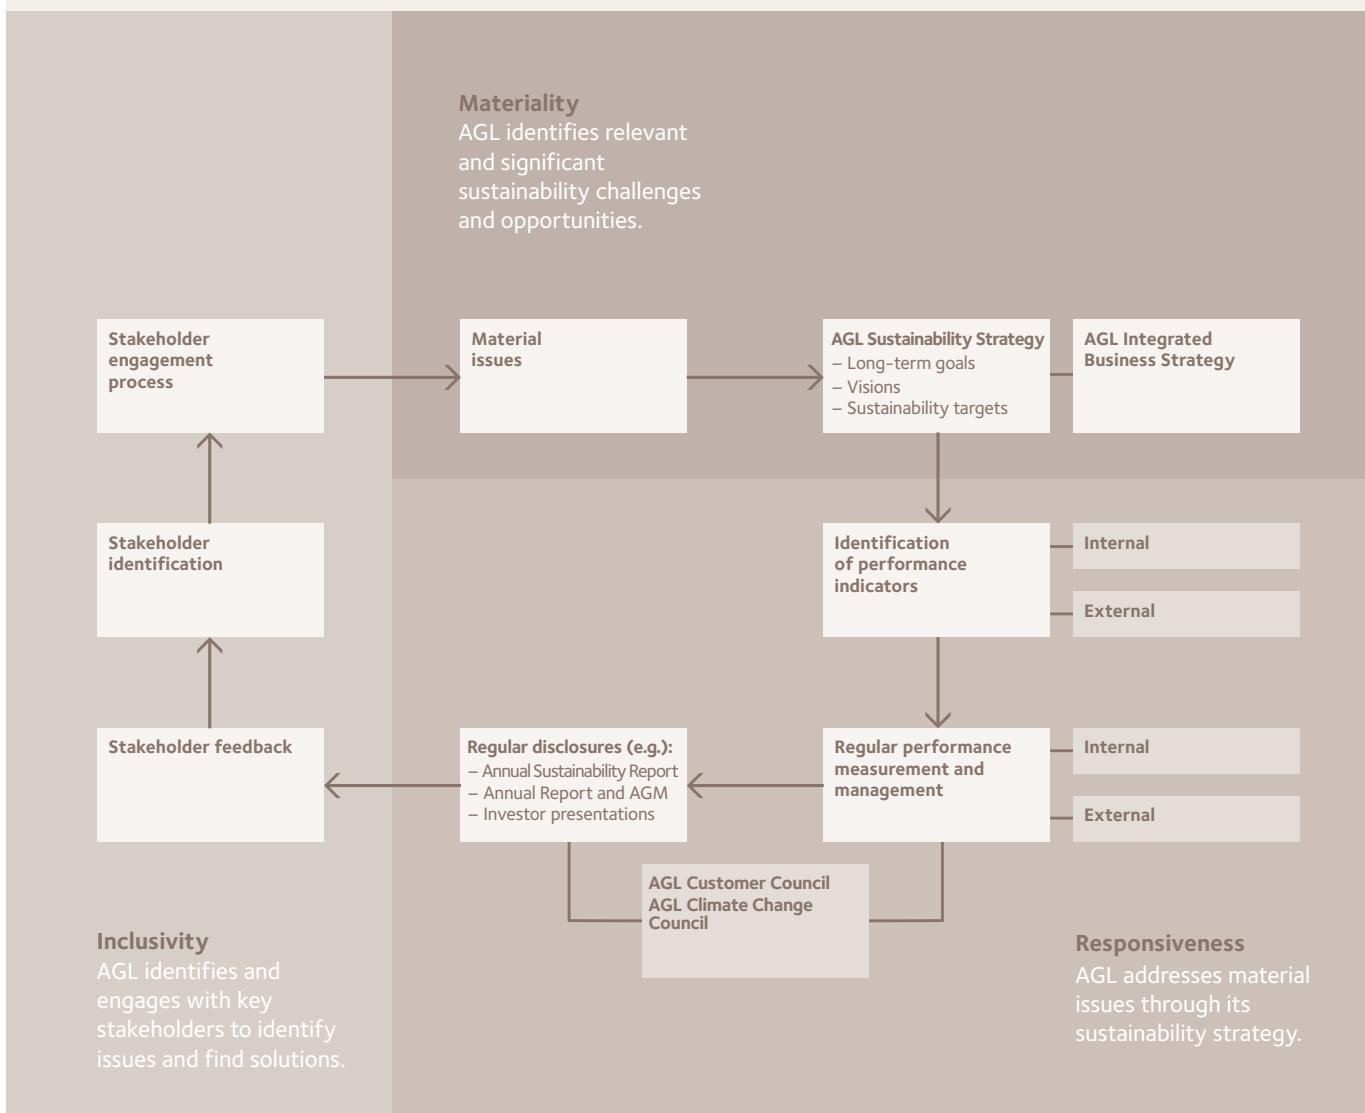 Materiality
AGL identifies relevant
and significant
sustainability challenges
and opportunities.
Stakeholder
engagement
process
Material
issues
AGL Sustainability Strategy
– Long-term goals
– Visions
– Sustainability targets
AGL Integrated
Business Strategy
Stakeholder
identification
Identification
of performance
indicators
Internal
External
Stakeholder feedback
Regular disclosures (e.g.):
– Annual Sustainability Report
– Annual Report and AGM
– Investor presentations
Regular performance
measurement and
management
Internal
External
AGL Customer Council
AGL Climate Change
Council
Inclusivity
AGL identifies and
engages with key
stakeholders to identify
issues and find solutions.
Responsiveness
AGL addresses material
issues through its
sustainability strategy.